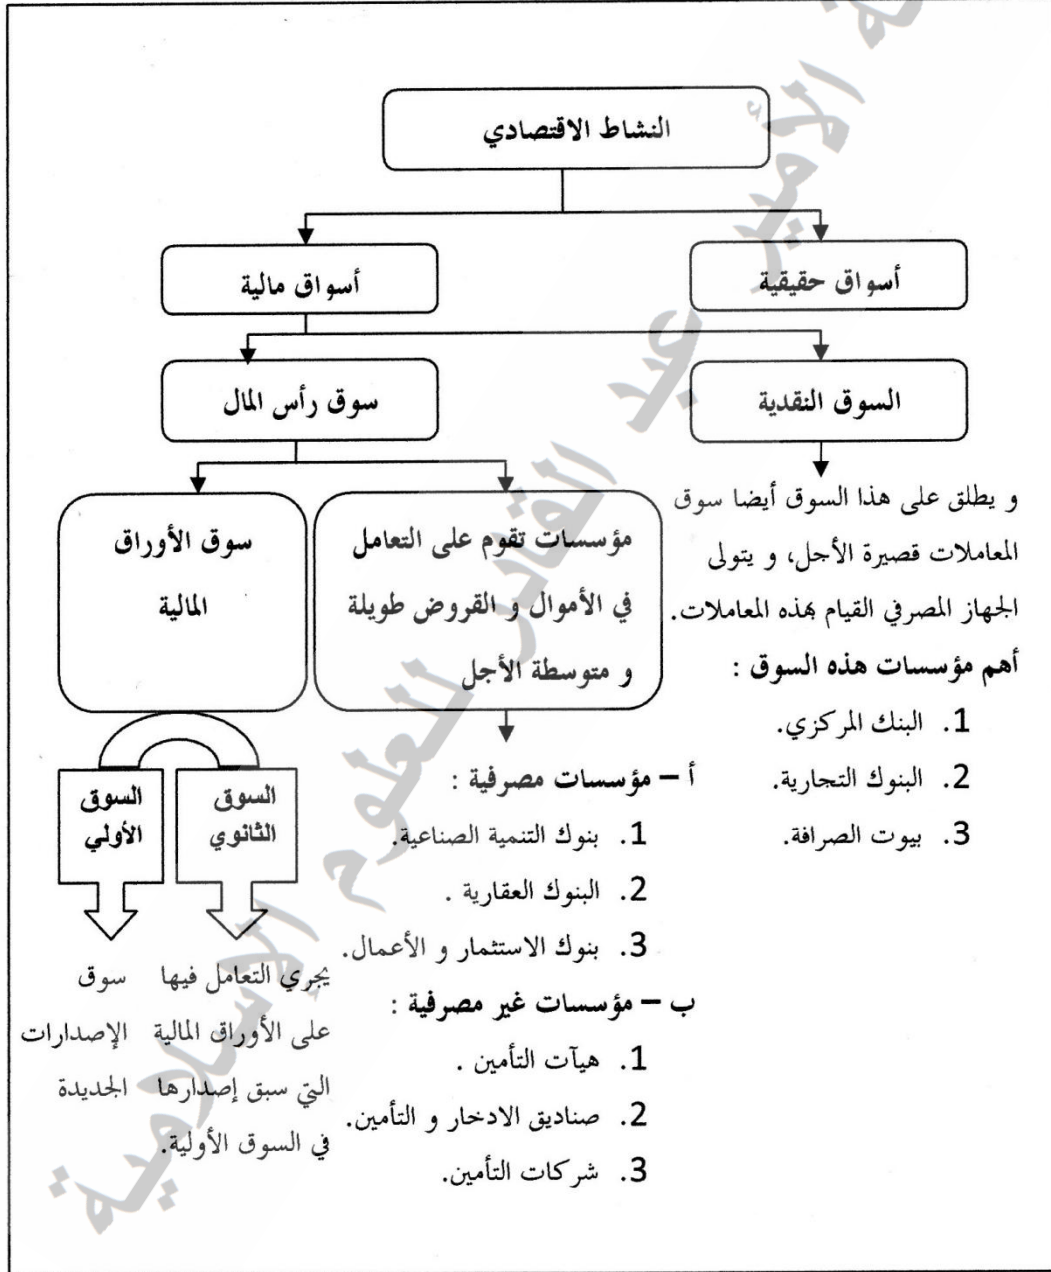 النشاط الاقتصادي
أسواق حقيقية
أسواق مالية
السوق النقدية
سوق رأس المال
و يطلق على هذا السوق أيضا سوق
المعاملات قصيرة الأجل، و يتولى
الجهاز المصرفي القيام بهذه المعاملات.
أهم مؤسسات هذه السوق :
1. البنك المركزي.
2. البنوك التجارية.
3. بيوت الصرافة.
مؤسسات تقوم على التعامل
في الأموال و القروض طويلة
و متوسطة الأجل
أ – مؤسسات مصرفية :
1. بنوك التنمية الصناعية.
2. البنوك العقارية .
3. بنوك الاستثمار و الأعمال.
ب – مؤسسات غير مصرفية :
1. هيآت التأمين .
2. صناديق الادخار و التأمين.
3. شركات التأمين.
سوق الأوراق
المالية
السوق
الثانوي
يجري التعامل فيها
على الأوراق المالية
التي سبق إصدارها
في السوق الأولية.
السوق
الأولي
سوق
الإصدارات
الجديدة
الأمير عبد القادر للعلوم الإسلامية